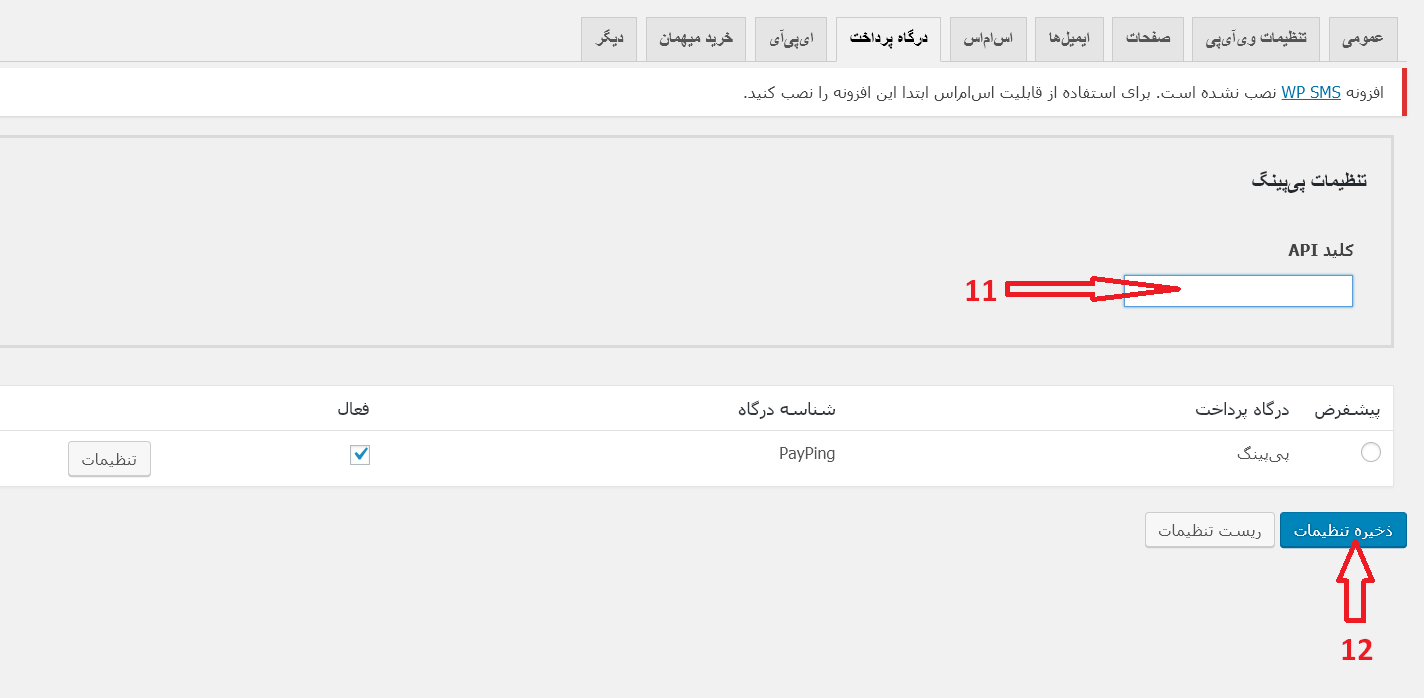 عمومی
تنظیمات وی‌آی‌پی
صفحات
ایمیل‌ها
اس‌ام‌اس
درگاه پرداخت
ای‌پی‌آی
خرید میهمان
دیگر
افزونه WP SMS نصب نشده است. برای استفاده از قابلیت اس‌ام‌اس ابتدا این افزونه را نصب کنید.
تنظیمات پی‌پینگ
کلید API
11
پیشفرض درگاه پرداخت شناسه درگاه فعال
پی‌پینگ PayPing تنظیمات
ذخیره تنظیمات ریست تنظیمات
12